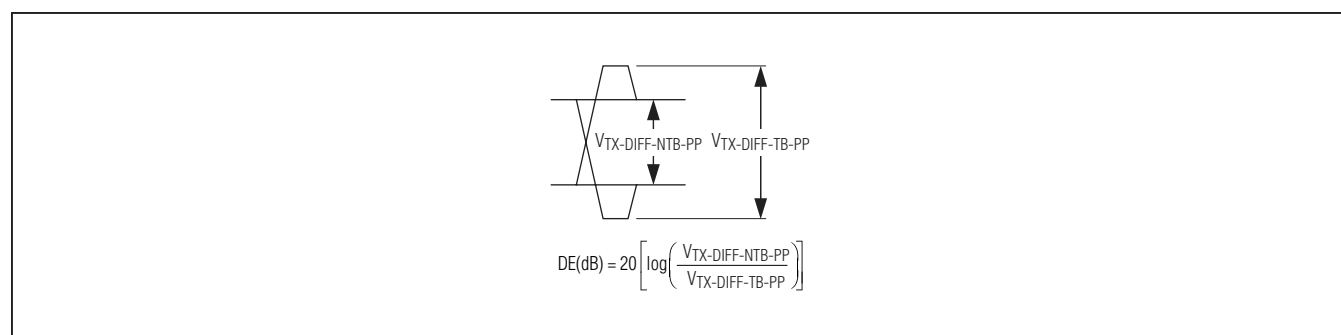 VTX-DIFF-NTB-PP VTX-DIFF-TB-PP
DE(dB) = 20 [log(VTX-DIFF-NTB-PP / VTX-DIFF-TB-PP)]